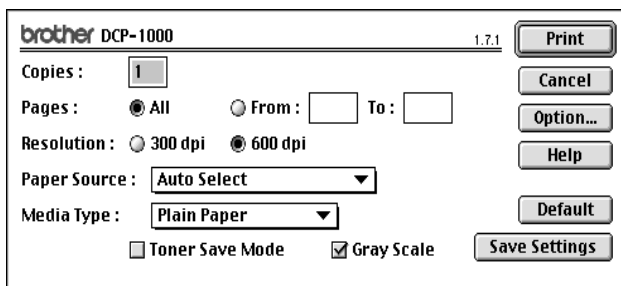 brother DCP-1000 1.7.1 Print
Copies : 1 Cancel
Pages : All From : To : Option...
Resolution : 300 dpi 600 dpi Help
Paper Source : Auto Select
Media Type : Plain Paper Default
Toner Save Mode Gray Scale Save Settings